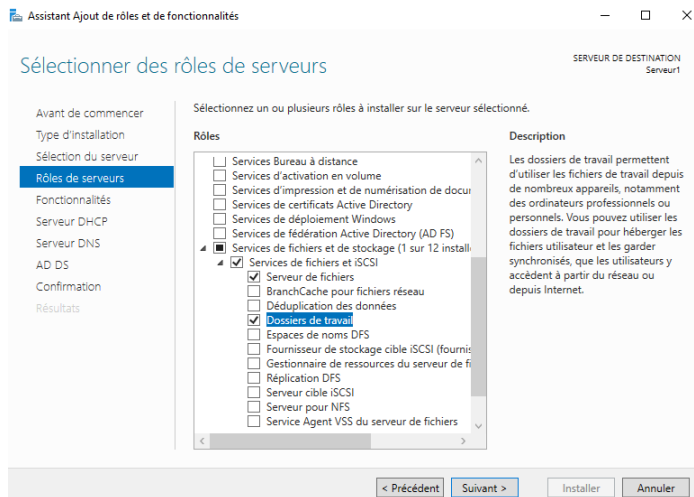 Assistant Ajout de rôles et de fonctionnalités
Sélectionner des rôles de serveurs
SERVEUR DE DESTINATION
Serveur1
Avant de commencer
Type d'installation
Sélection du serveur
Rôles de serveurs
Fonctionnalités
Serveur DHCP
Serveur DNS
AD DS
Confirmation
Résultats
Sélectionnez un ou plusieurs rôles à installer sur le serveur sélectionné.
Rôles
Services Bureau à distance
Services d'activation en volume
Services d'impression et de numérisation de docur
Services de certificats Active Directory
Services de déploiement Windows
Services de fédération Active Directory (AD FS)
Services de fichiers et de stockage (1 sur 12 install
Services de fichiers et iSCSI
Serveur de fichiers
BranchCache pour fichiers réseau
Déduplication des données
Dossiers de travail
Espaces de noms DFS
Fournisseur de stockage cible iSCSI (fournis
Gestionnaire de ressources du serveur de fi
Réplication DFS
Serveur cible iSCSI
Serveur pour NFS
Service Agent VSS du serveur de fichiers
Description
Les dossiers de travail permettent
d'utiliser les fichiers de travail depuis
de nombreux appareils, notamment
des ordinateurs professionnels ou
personnels. Vous pouvez utiliser les
dossiers de travail pour héberger les
fichiers utilisateur et les garder
synchronisés, que les utilisateurs y
accèdent à partir du réseau ou
depuis Internet.
< Précédent
Suivant >
Installer
Annuler